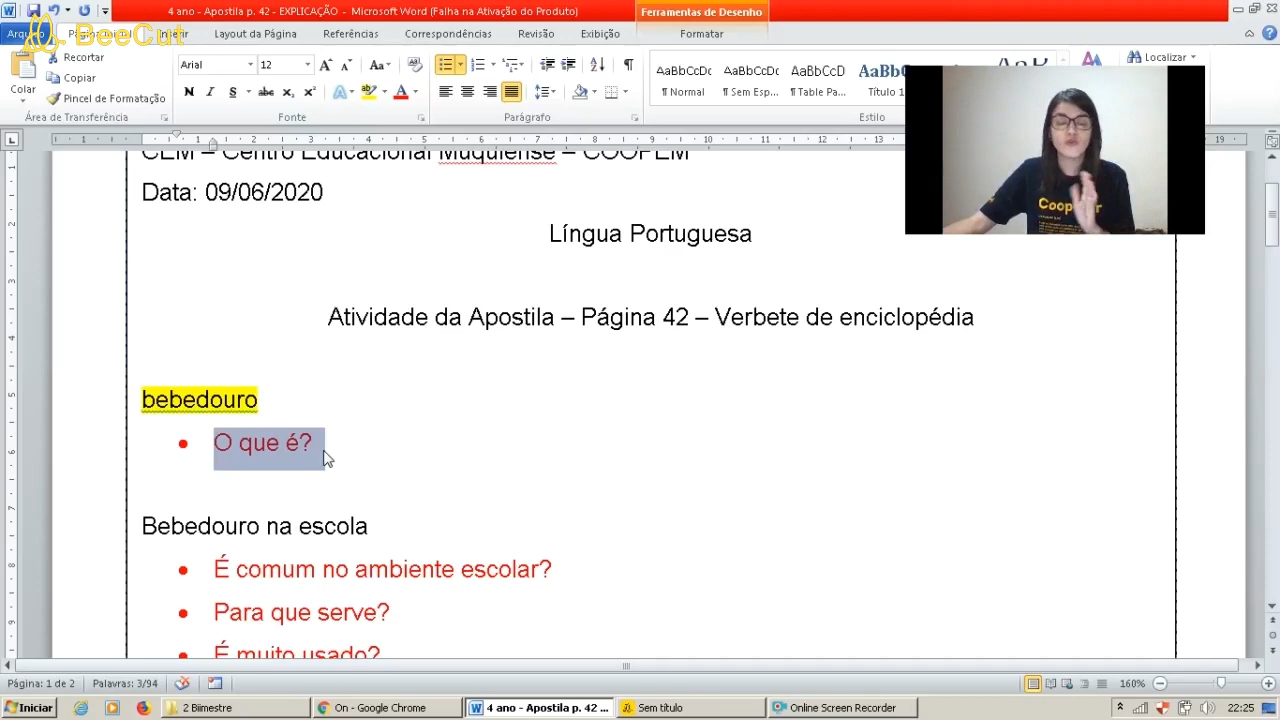 4 ano - Apostila p. 42 - EXPLICAÇÃO - Microsoft Word (Falha na Ativação do Produto)
Ferramentas de Desenho
BeeCut
Inserir
Layout da Página
Referências
Correspondências
Revisão
Exibição
Formatar
Recortar
Copiar
Pincel de Formatação
Colar
Área de Transferência
Arial
12
Fonte
Parágrafo
AaBbCcDc
¶ Normal
AaBbCcDc
¶ Sem Esp...
AaBbCcD
¶ Table Pa...
Título 1
Estilo
Localizar
CEM – Centro Educacional Muquiense – COOPEM
Data: 09/06/2020
Língua Portuguesa
Atividade da Apostila – Página 42 – Verbete de enciclopédia
bebedouro
• O que é?
Bebedouro na escola
• É comum no ambiente escolar?
• Para que serve?
• É muito usado?
Página: 1 de 2
Palavras: 3/94
160%
Iniciar
2 Bimestre
On - Google Chrome
4 ano - Apostila p. 42 ...
Sem título
Online Screen Recorder
22:25